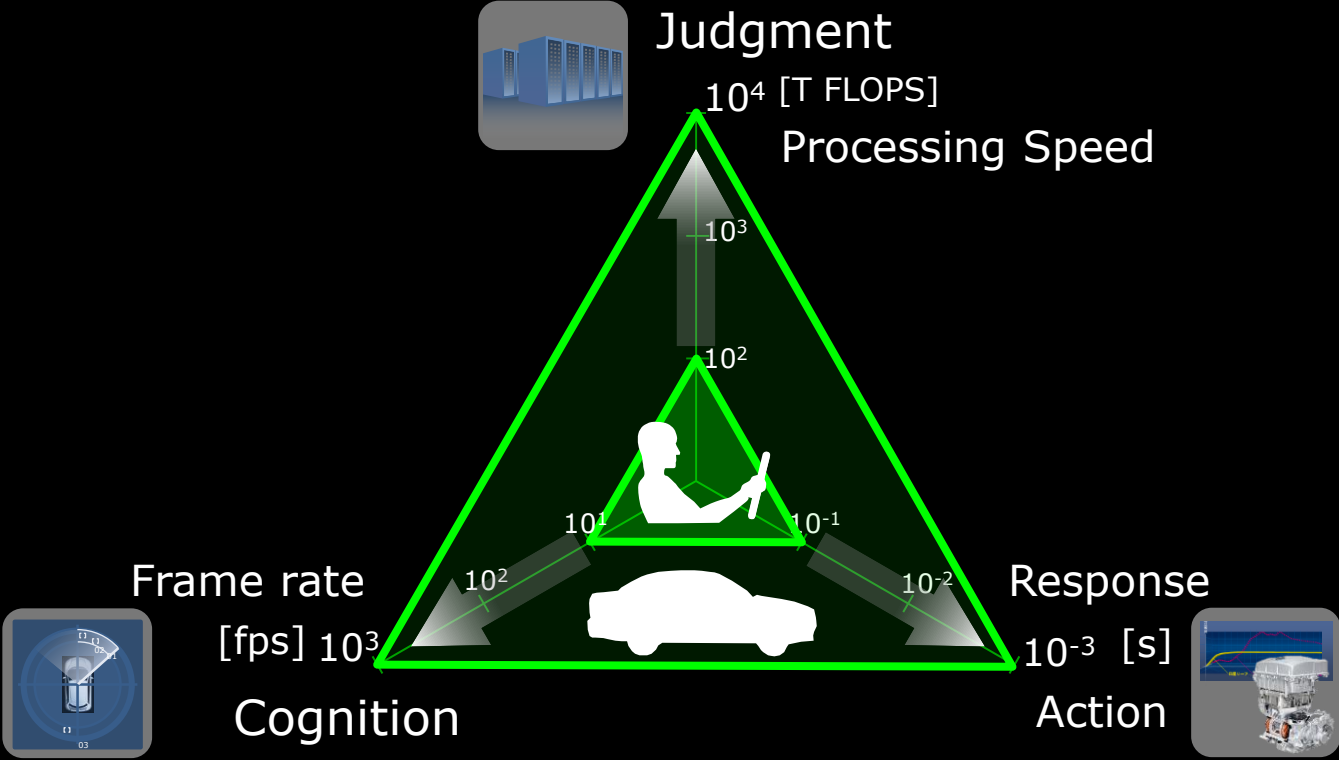 Judgment
10⁴ [T FLOPS]
Processing Speed
10³
10²
10¹
10⁻¹
10²
10⁻²
Frame rate
[fps] 10³
Cognition
Response
10⁻³ [s]
Action
03